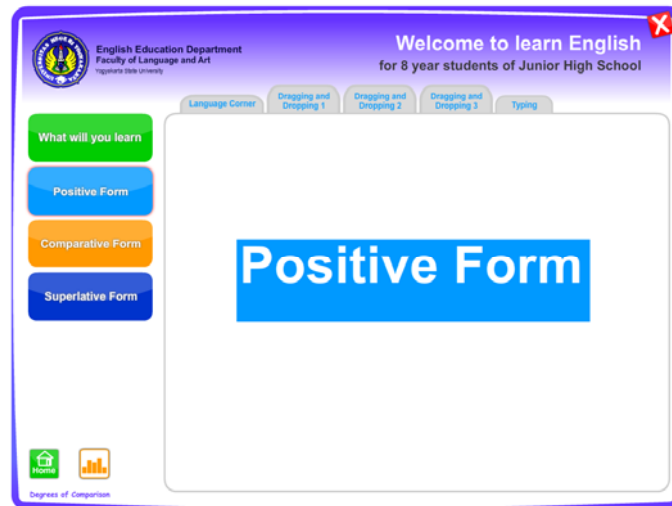 English Education Department
Faculty of Language and Art
Yogyakarta State University
Welcome to learn English
for 8 year students of Junior High School
Language Corner
Dragging and
Dropping 1
Dragging and
Dropping 2
Dragging and
Dropping 3
Typing
What will you learn
Positive Form
Comparative Form
Superlative Form
Positive Form
Home
Degrees of Comparison